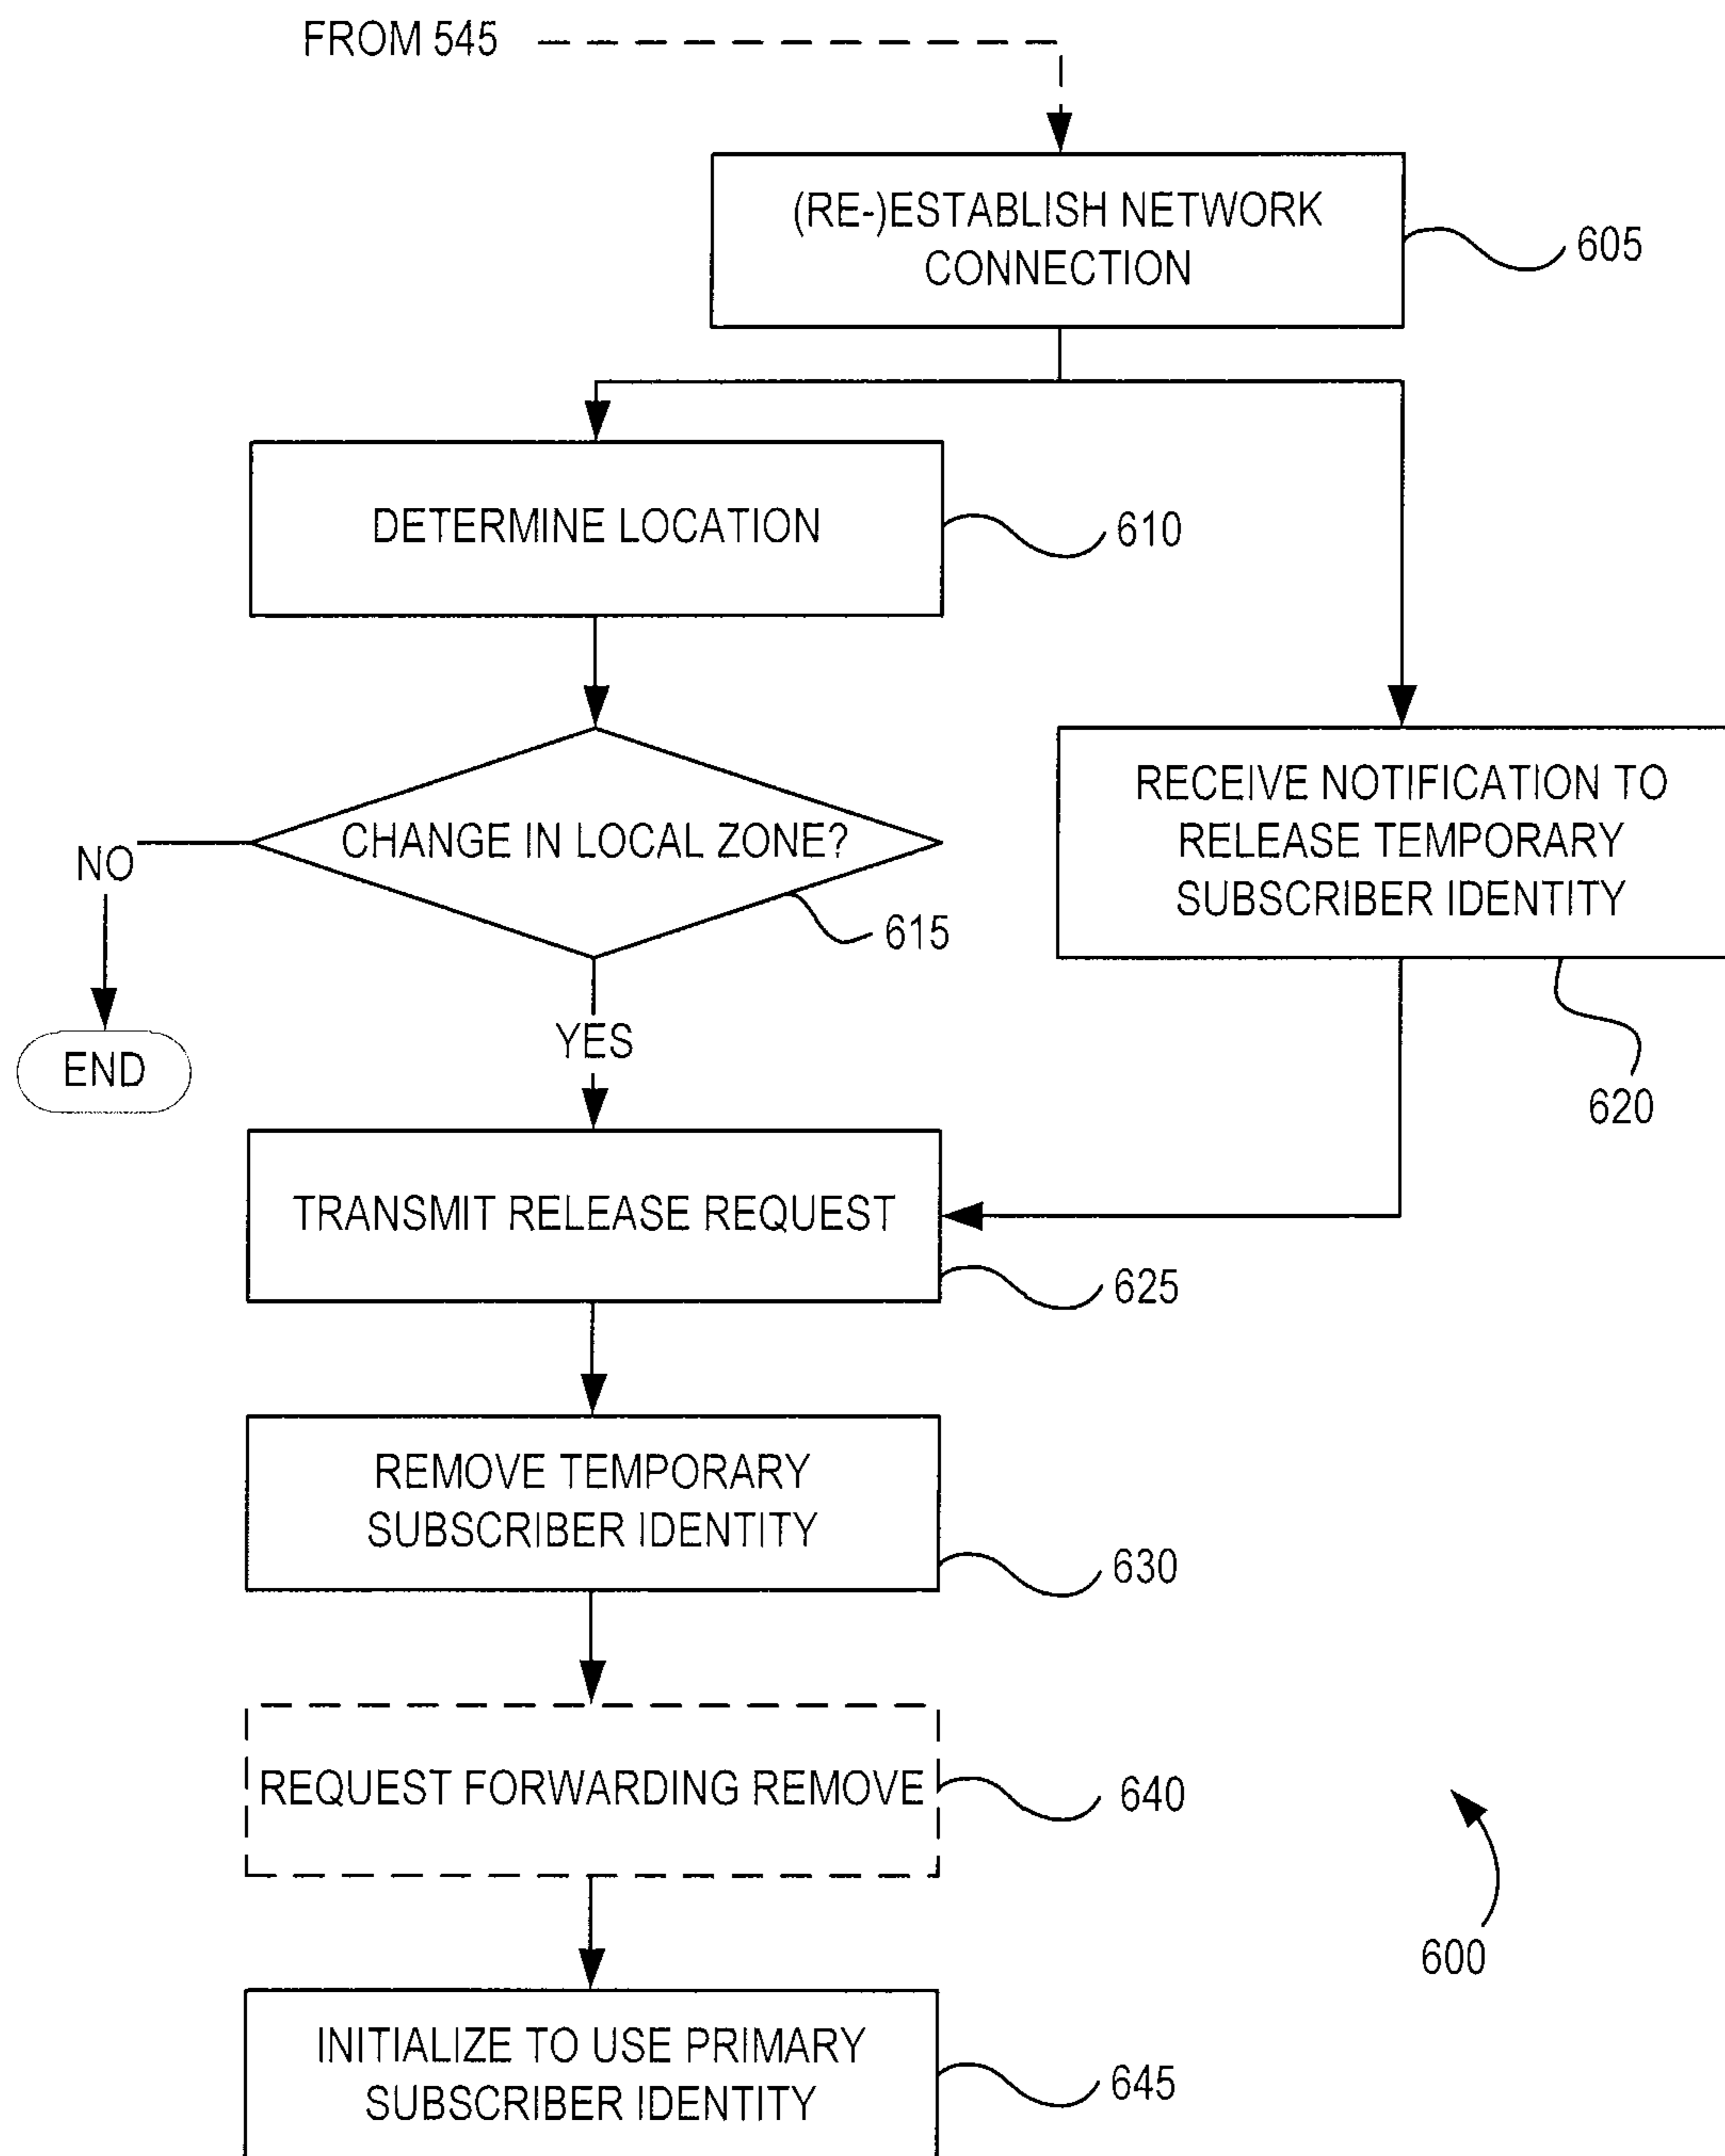 FROM 545
(RE-)ESTABLISH NETWORK
CONNECTION
605
DETERMINE LOCATION
610
CHANGE IN LOCAL ZONE?
615
NO
END
YES
RECEIVE NOTIFICATION TO
RELEASE TEMPORARY
SUBSCRIBER IDENTITY
620
TRANSMIT RELEASE REQUEST
625
REMOVE TEMPORARY
SUBSCRIBER IDENTITY
630
REQUEST FORWARDING REMOVE
640
600
INITIALIZE TO USE PRIMARY
SUBSCRIBER IDENTITY
645